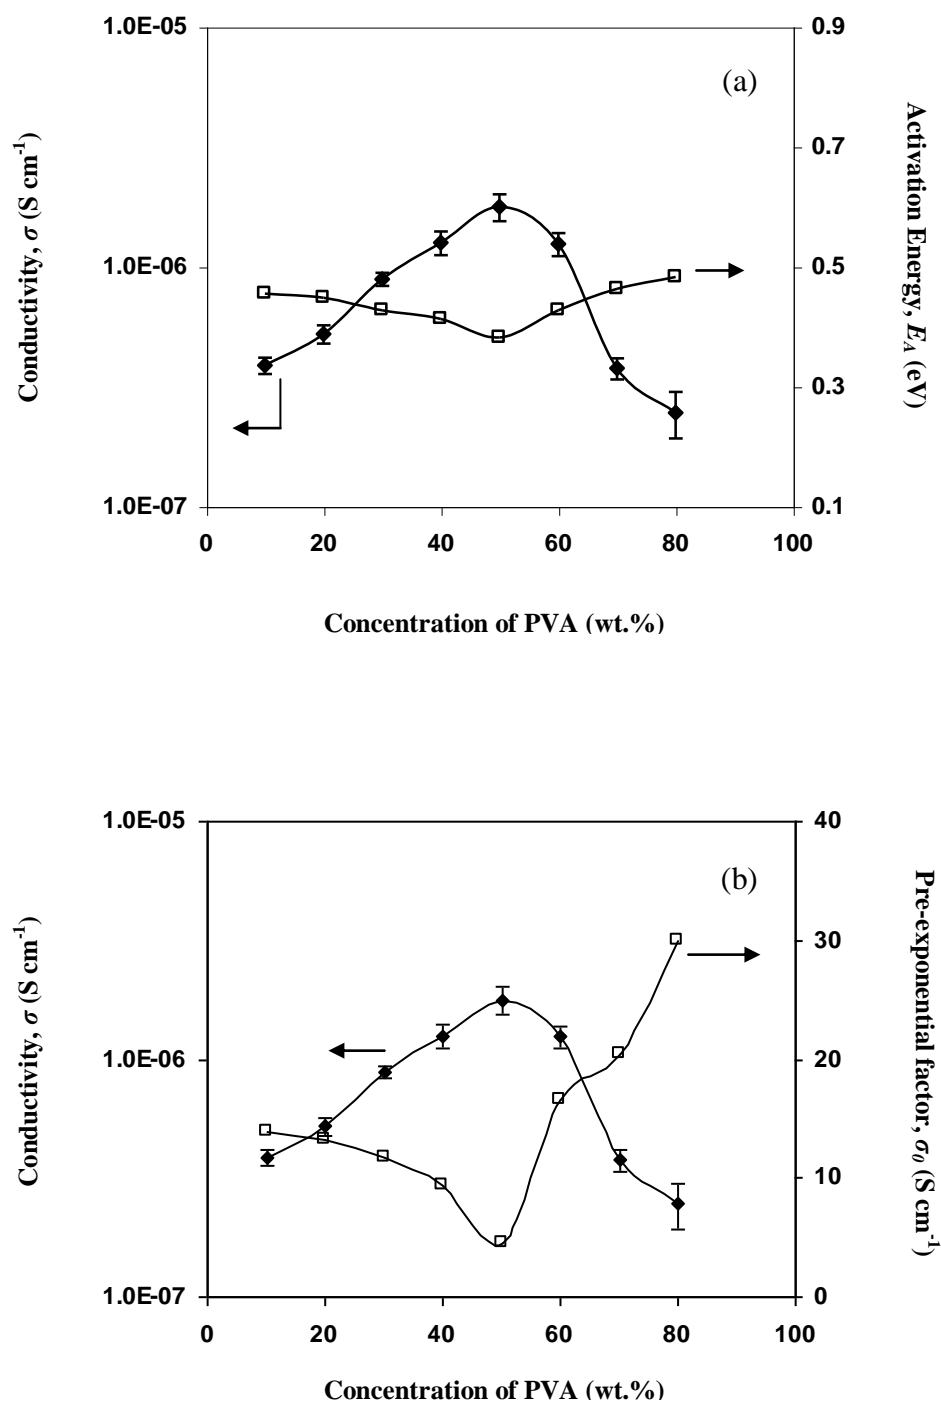 1.0E-05
0.9
(a)
0.7
1.0E-06
0.5
0.3
1.0E-07
0.1
0 20 40 60 80 100
Conductivity, σ (S cm-1)
Activation Energy, EA (eV)
Concentration of PVA (wt.%)
1.0E-05
40
(b)
30
1.0E-06
20
10
1.0E-07
0
0 20 40 60 80 100
Conductivity, σ (S cm-1)
Pre-exponential factor, σ0 (S cm-1)
Concentration of PVA (wt.%)